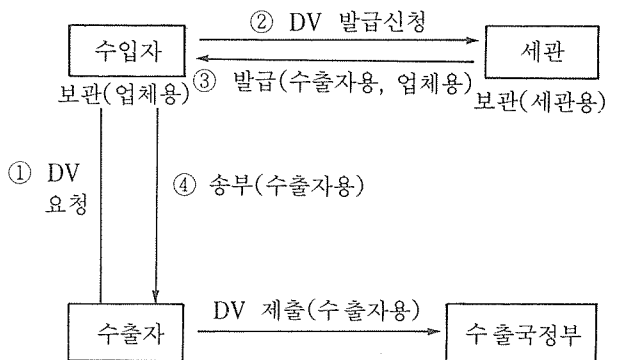 ② DV 발급신청
수입자
세관
③ 발급(수출자용, 업체용)
보관(업체용)
보관(세관용)
① DV
요청
④ 송부(수출자용)
DV 제출(수출자용)
수출자
수출국정부